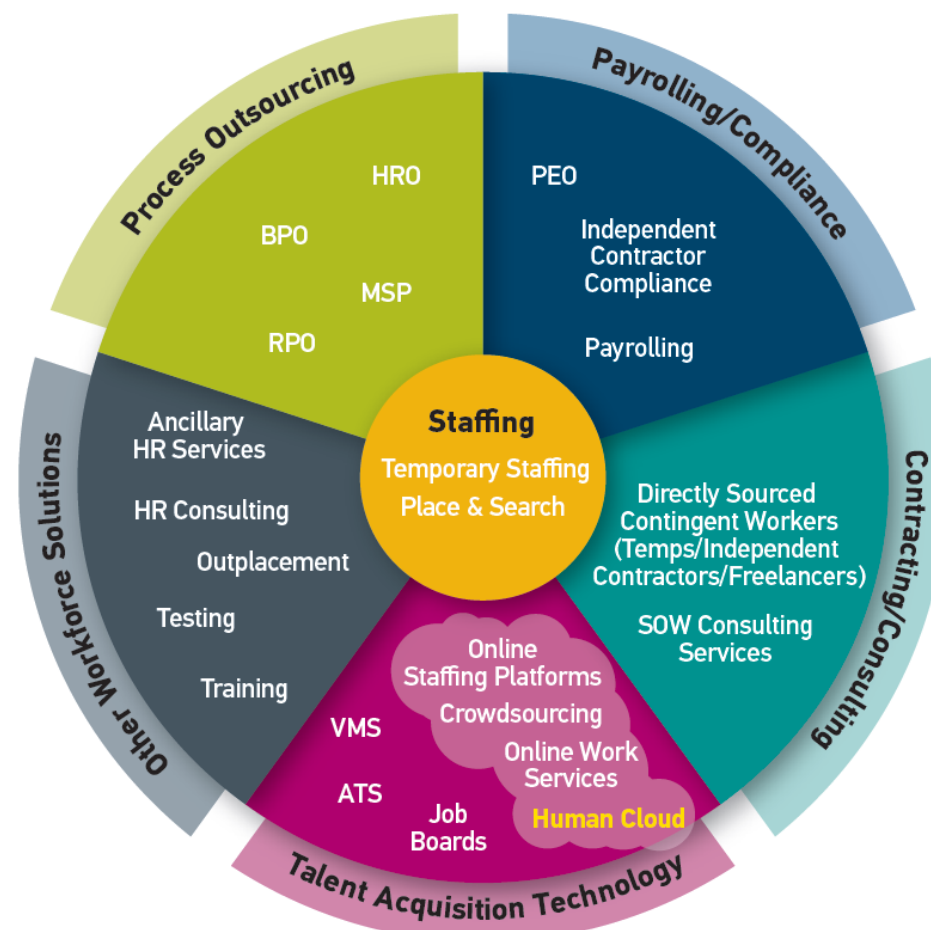 Process Outsourcing
HRO
BPO
MSP
RPO
Payrolling/Compliance
PEO
Independent
Contractor
Compliance
Payrolling
Contracting/Consulting
Directly Sourced
Contingent Workers
(Temps/Independent
Contractors/Freelancers)
SOW Consulting
Services
Talent Acquisition Technology
Online
Staffing Platforms
Crowdsourcing
Online Work
Services
Human Cloud
VMS
ATS
Job
Boards
Other Workforce Solutions
Ancillary
HR Services
HR Consulting
Outplacement
Testing
Training
Staffing
Temporary Staffing
Place & Search